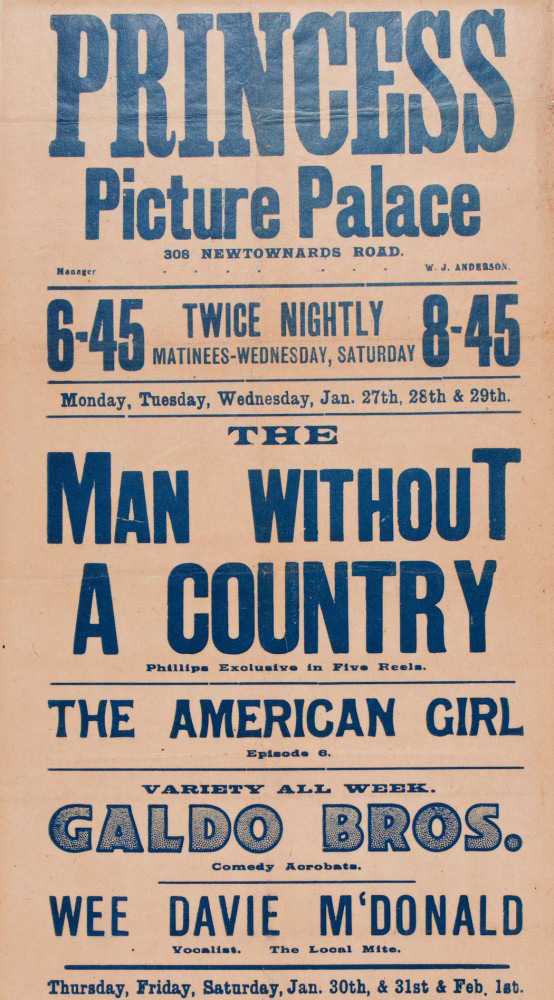 PRINCESS
Picture Palace
308 NEWTOWNARDS ROAD.
Manager - - - - - - - W. J. ANDERSON.
6-45 TWICE NIGHTLY 8-45
MATINEES-WEDNESDAY, SATURDAY
Monday, Tuesday, Wednesday, Jan. 27th, 28th & 29th.
THE
MAN WITHOUT
A COUNTRY
Phillips Exclusive in Five Reels.
THE AMERICAN GIRL
Episode 6.
VARIETY ALL WEEK.
GALDO BROS.
Comedy Acrobats.
WEE DAVIE M‘DONALD
Vocalist. The Local Mite.
Thursday, Friday, Saturday, Jan. 30th, & 31st & Feb. 1st.